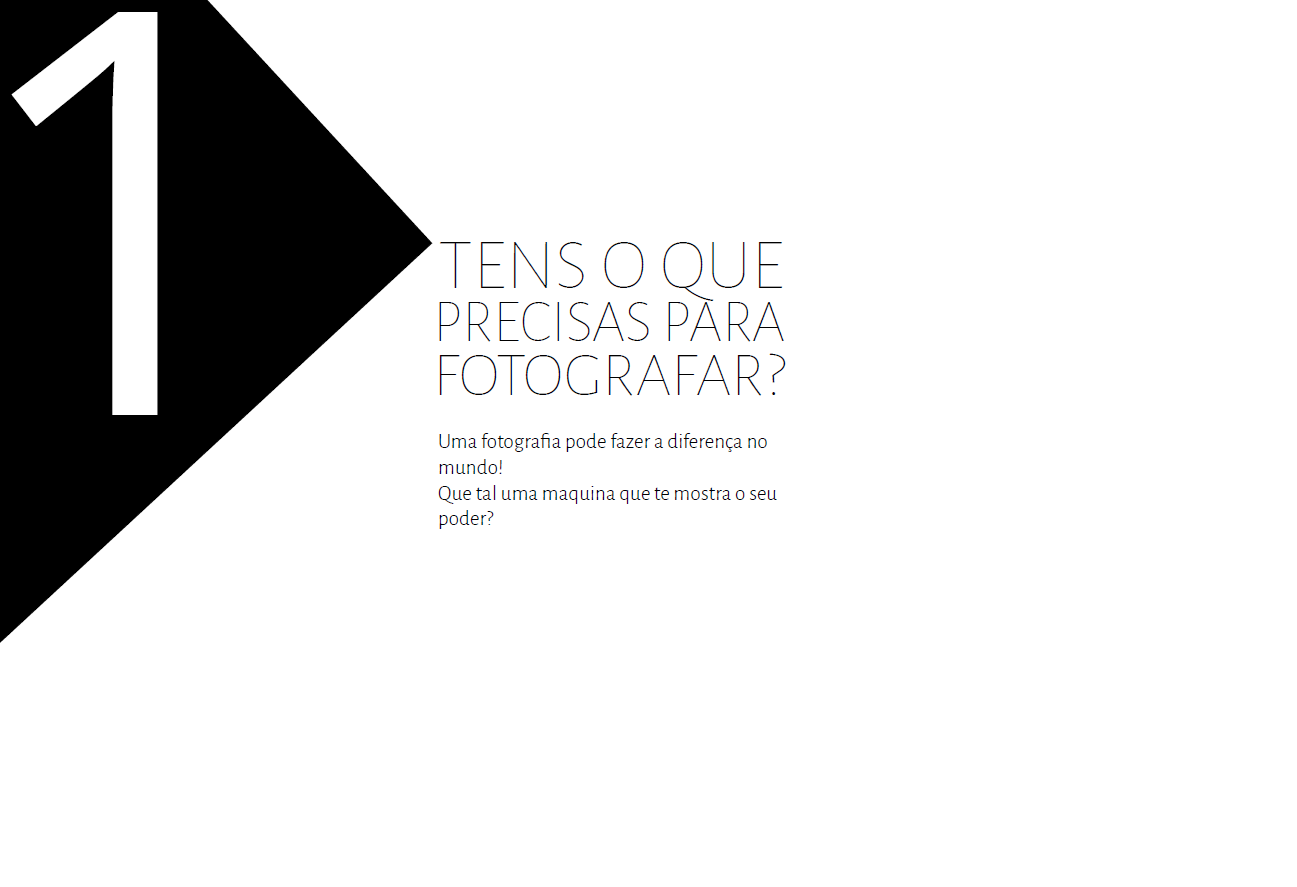 1
TENS O QUE
PRECISAS PARA
FOTOGRAFAR?
Uma fotografia pode fazer a diferença no
mundo!
Que tal uma maquina que te mostra o seu
poder?